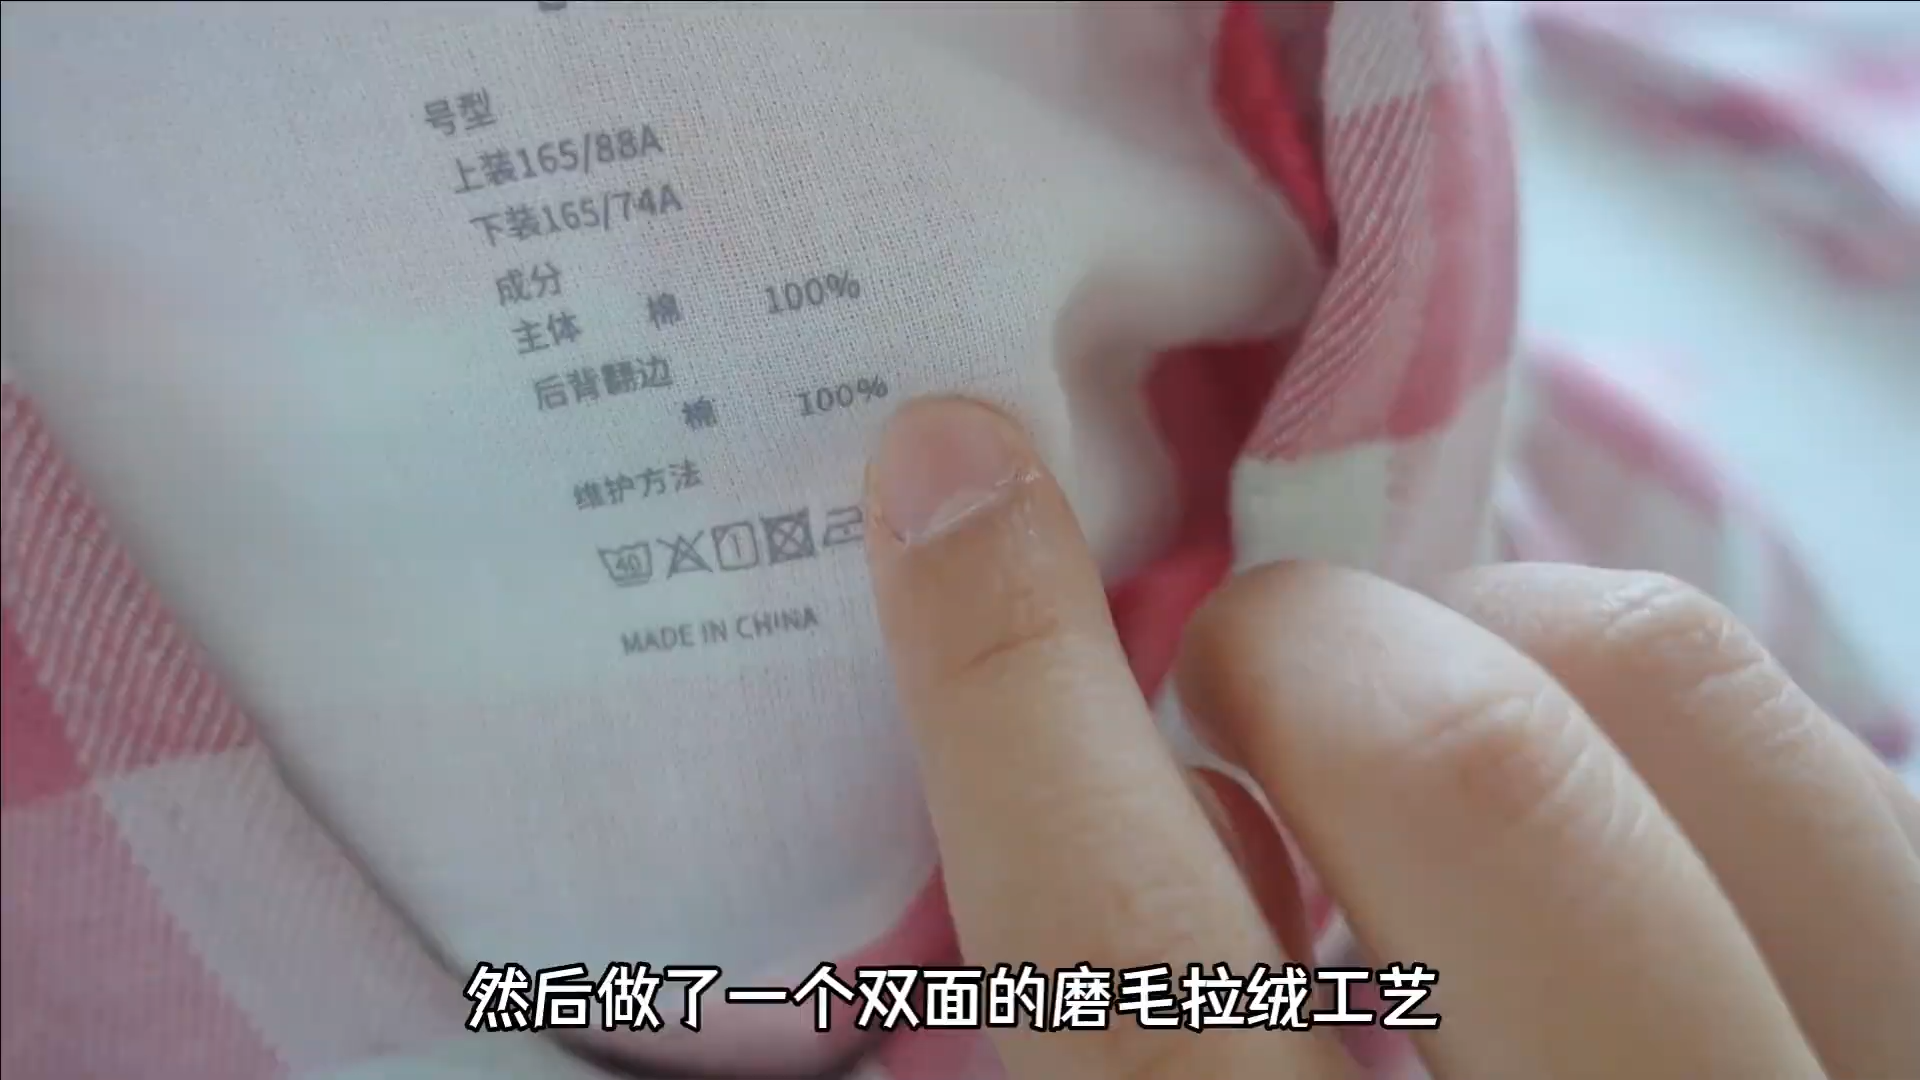 号型
上装165/88A
下装165/74A
成分
主体 棉 100%
后背翻边
棉 100%
维护方法
40
MADE IN CHINA
然后做了一个双面的磨毛拉绒工艺